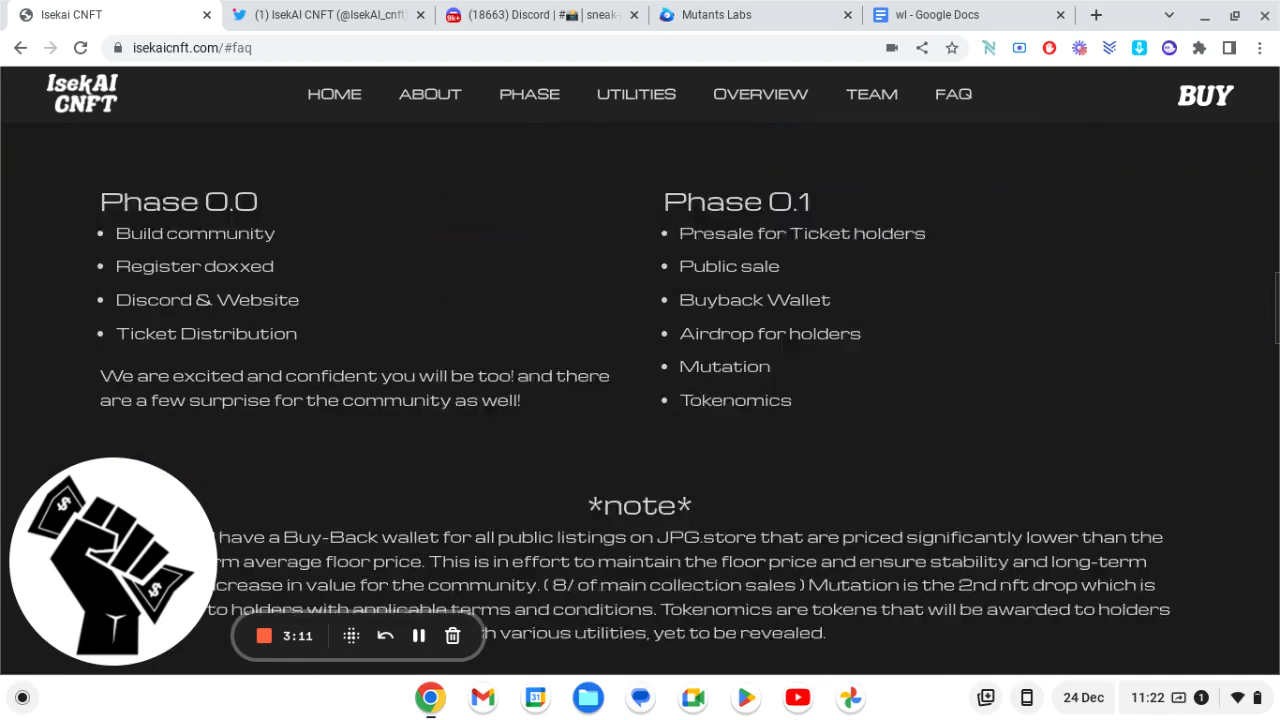 Isekai CNFT
(1) IsekAI CNFT (@IsekAI_cnft)
9k+
(18663) Discord | #📸 | sneak-
Mutants Labs
wl - Google Docs
isekaicnft.com/#faq
IsekAI
CNFT
HOME
ABOUT
PHASE
UTILITIES
OVERVIEW
TEAM
FAQ
BUY
Phase 0.0
• Build community
• Register doxxed
• Discord & Website
• Ticket Distribution
We are excited and confident you will be too! and there
are a few surprise for the community as well!
Phase 0.1
• Presale for Ticket holders
• Public sale
• Buyback Wallet
• Airdrop for holders
• Mutation
• Tokenomics
*note*
have a Buy-Back wallet for all public listings on JPG.store that are priced significantly lower than the
average floor price. This is in effort to maintain the floor price and ensure stability and long-term
crease in value for the community. ( 8/ of main collection sales ) Mutation is the 2nd nft drop which is
to holders with applicable terms and conditions. Tokenomics are tokens that will be awarded to holders
various utilities, yet to be revealed.
$
$
3:11
31
24 Dec
11:22
1